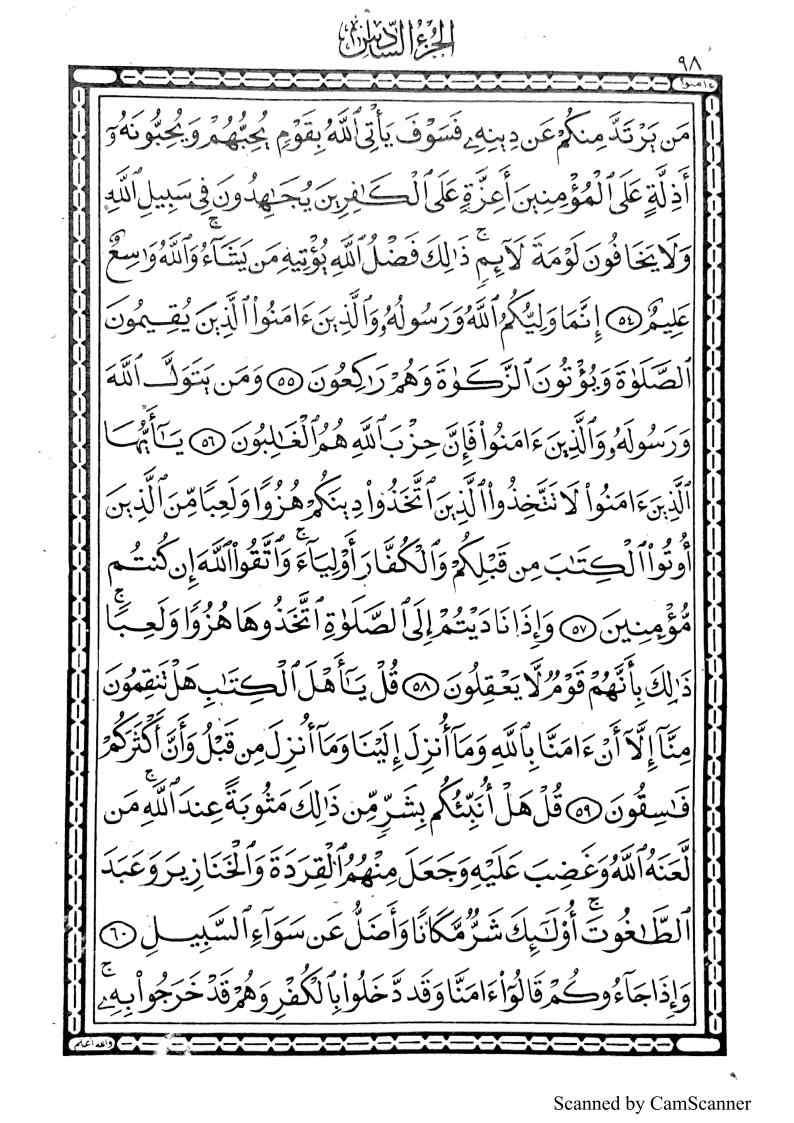 الجزء السادس
٩٨
ءامنوا
مَن يَرْتَدَّ مِنكُمْ عَن دِينِهِۦ فَسَوْفَ يَأْتِى ٱللَّهُ بِقَوْمٍ يُحِبُّهُمْ وَيُحِبُّونَهُۥٓ
أَذِلَّةٍ عَلَى ٱلْمُؤْمِنِينَ أَعِزَّةٍ عَلَى ٱلْكَٰفِرِينَ يُجَٰهِدُونَ فِى سَبِيلِ ٱللَّهِ
وَلَا يَخَافُونَ لَوْمَةَ لَآئِمٍ ۚ ذَٰلِكَ فَضْلُ ٱللَّهِ يُؤْتِيهِ مَن يَشَآءُ ۚ وَٱللَّهُ وَٰسِعٌ
عَلِيمٌ ٥٤ إِنَّمَا وَلِيُّكُمُ ٱللَّهُ وَرَسُولُهُۥ وَٱلَّذِينَ ءَامَنُوا۟ ٱلَّذِينَ يُقِيمُونَ
ٱلصَّلَوٰةَ وَيُؤْتُونَ ٱلزَّكَوٰةَ وَهُمْ رَٰكِعُونَ ٥٥ وَمَن يَتَوَلَّ ٱللَّهَ
وَرَسُولَهُۥ وَٱلَّذِينَ ءَامَنُوا۟ فَإِنَّ حِزْبَ ٱللَّهِ هُمُ ٱلْغَٰلِبُونَ ٥٦ يَٰٓأَيُّهَا
ٱلَّذِينَ ءَامَنُوا۟ لَا تَتَّخِذُوا۟ ٱلَّذِينَ ٱتَّخَذُوا۟ دِينَكُمْ هُزُوًا وَلَعِبًا مِّنَ ٱلَّذِينَ
أُوتُوا۟ ٱلْكِتَٰبَ مِن قَبْلِكُمْ وَٱلْكُفَّارَ أَوْلِيَآءَ ۚ وَٱتَّقُوا۟ ٱللَّهَ إِن كُنتُم
مُّؤْمِنِينَ ٥٧ وَإِذَا نَادَيْتُمْ إِلَى ٱلصَّلَوٰةِ ٱتَّخَذُوهَا هُزُوًا وَلَعِبًا ۚ
ذَٰلِكَ بِأَنَّهُمْ قَوْمٌ لَّا يَعْقِلُونَ ٥٨ قُلْ يَٰٓأَهْلَ ٱلْكِتَٰبِ هَلْ تَنقِمُونَ
مِنَّآ إِلَّآ أَنْ ءَامَنَّا بِٱللَّهِ وَمَآ أُنزِلَ إِلَيْنَا وَمَآ أُنزِلَ مِن قَبْلُ وَأَنَّ أَكْثَرَكُمْ
فَٰسِقُونَ ٥٩ قُلْ هَلْ أُنَبِّئُكُم بِشَرٍّ مِّن ذَٰلِكَ مَثُوبَةً عِندَ ٱللَّهِ ۚ مَن
لَّعَنَهُ ٱللَّهُ وَغَضِبَ عَلَيْهِ وَجَعَلَ مِنْهُمُ ٱلْقِرَدَةَ وَٱلْخَنَازِيرَ وَعَبَدَ
ٱلطَّٰغُوتَ ۚ أُو۟لَٰٓئِكَ شَرٌّ مَّكَانًا وَأَضَلُّ عَن سَوَآءِ ٱلسَّبِيلِ ٦٠
وَإِذَا جَآءُوكُمْ قَالُوٓا۟ ءَامَنَّا وَقَد دَّخَلُوا۟ بِٱلْكُفْرِ وَهُمْ قَدْ خَرَجُوا۟ بِهِۦ ۚ
والله اعلم
Scanned by CamScanner